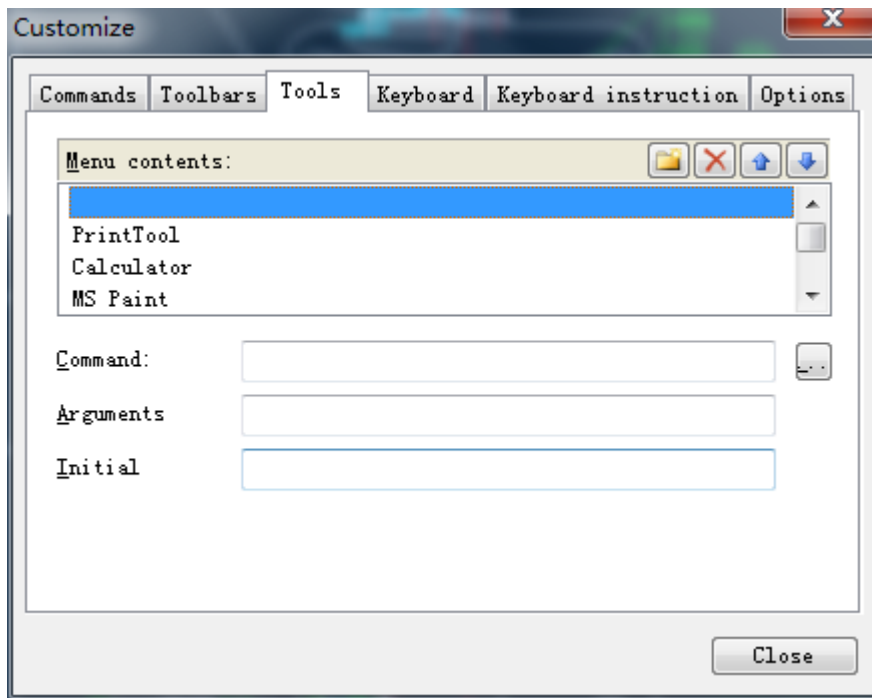 Customize
Commands Toolbars Tools Keyboard Keyboard instruction Options
Menu contents:
PrintTool
Calculator
MS Paint
Command:
...
Arguments
Initial
Close